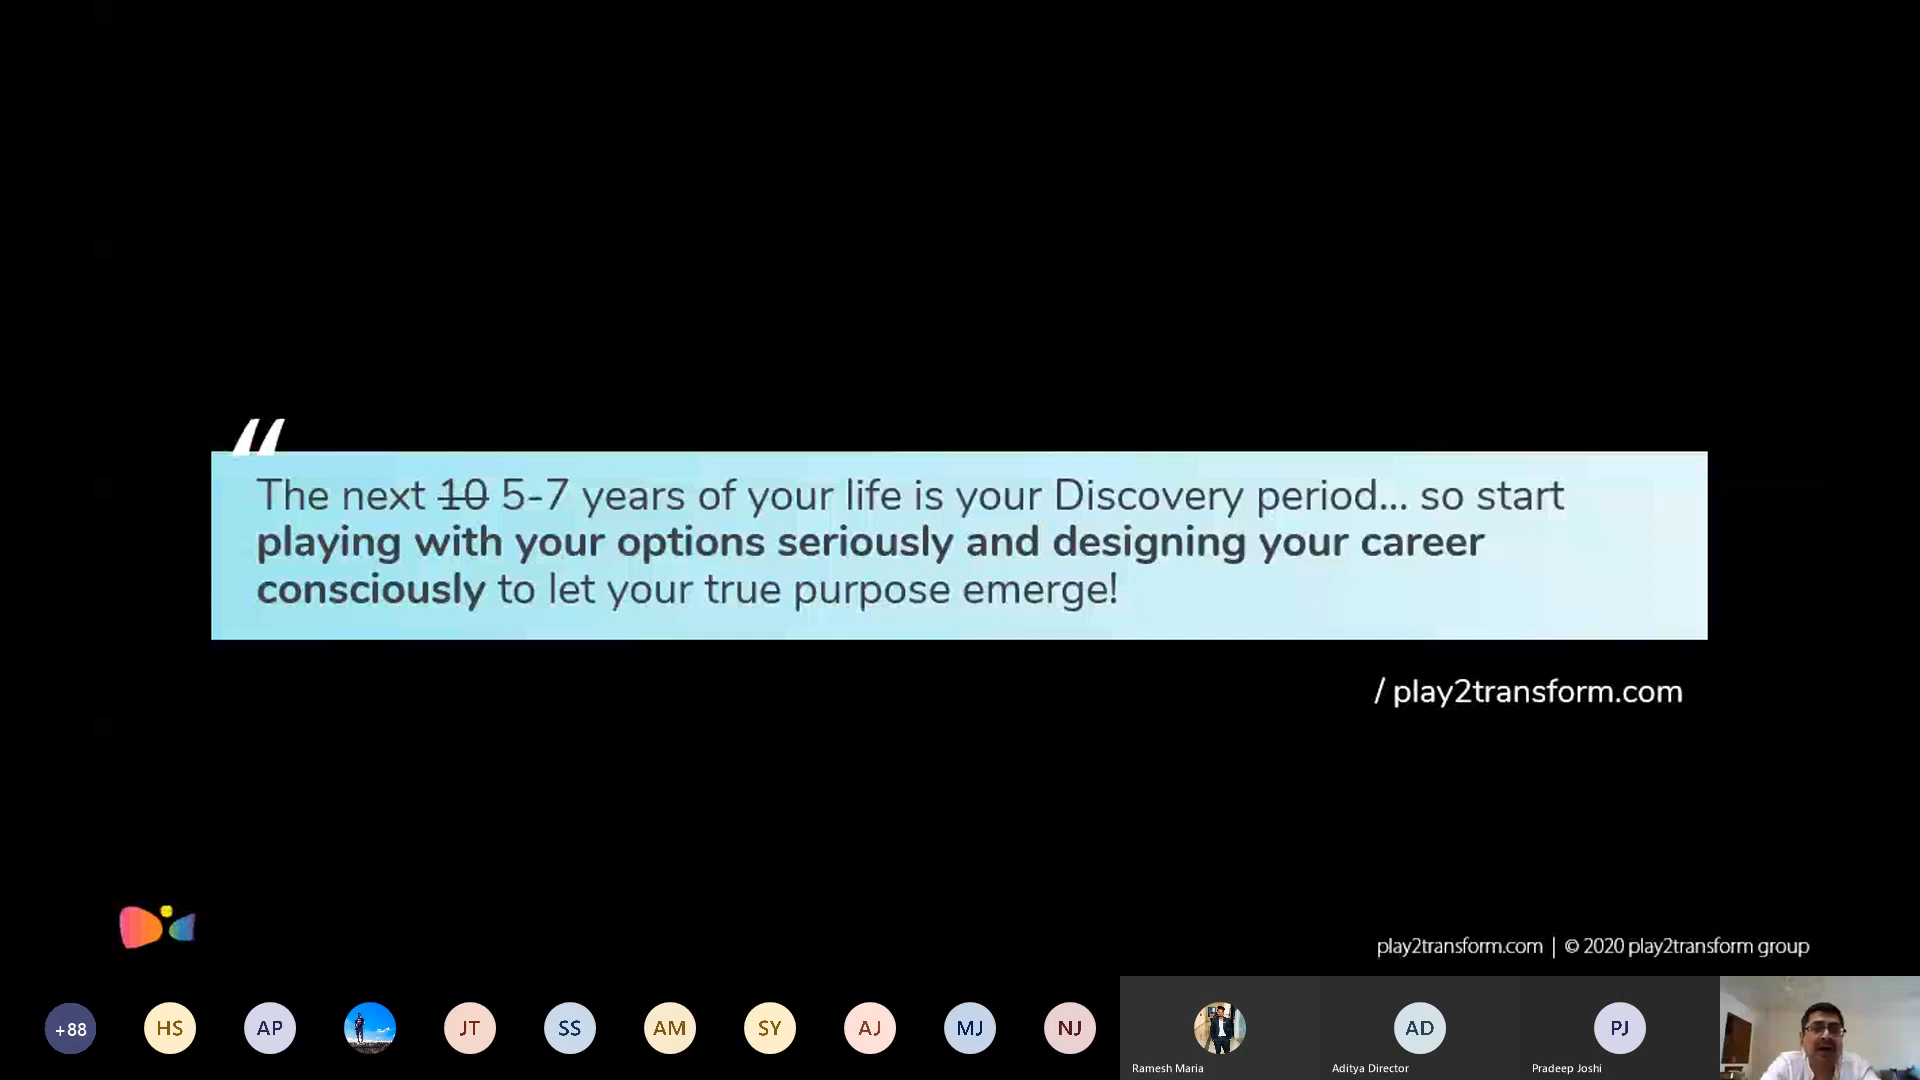 “
The next 10 5-7 years of your life is your Discovery period... so start
playing with your options seriously and designing your career
consciously to let your true purpose emerge!
/ play2transform.com
play2transform.com | © 2020 play2transform group
+88 HS AP JT SS AM SY AJ MJ NJ AD PJ
Ramesh Maria Aditya Director Pradeep Joshi